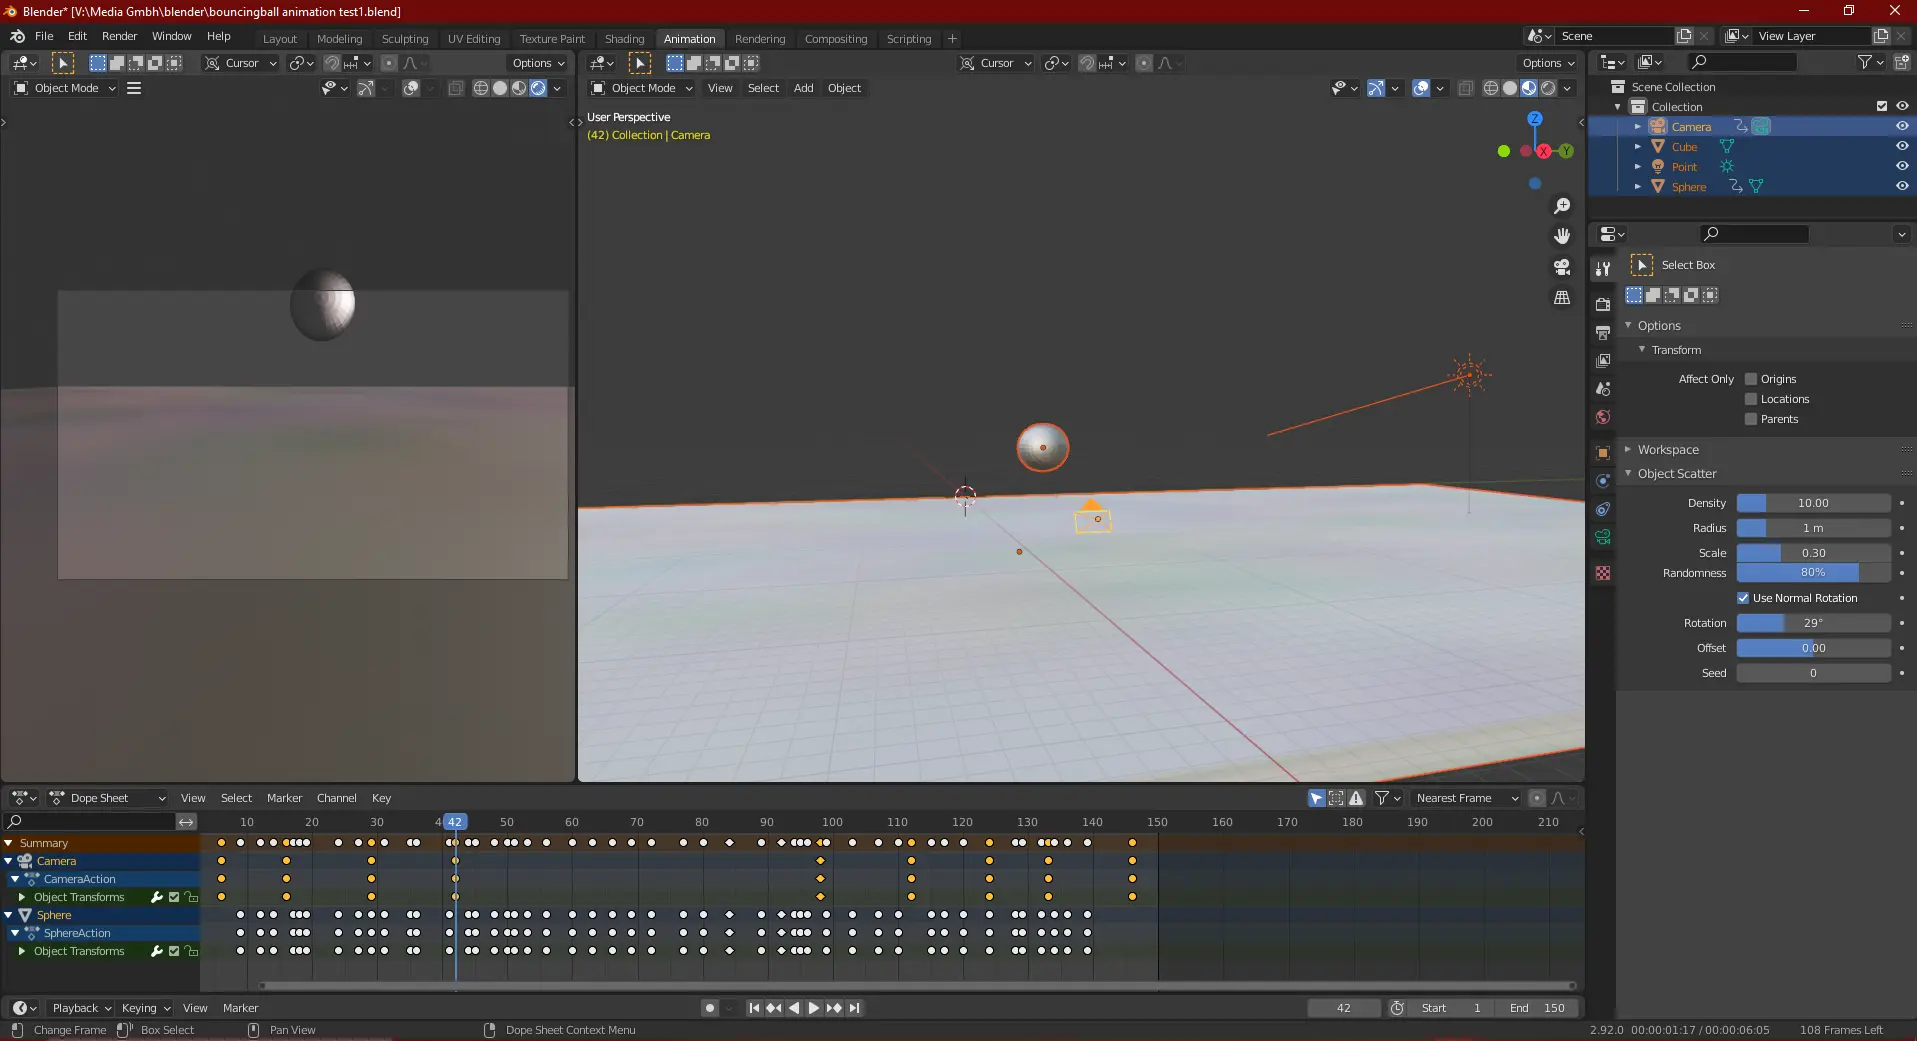 Blender* [V:\Media Gmbh\blender\bouncingball animation test1.blend]
File Edit Render Window Help Layout Modeling Sculpting UV Editing Texture Paint Shading Animation Rendering Compositing Scripting + Scene View Layer
Cursor Options Cursor Options
Object Mode Object Mode View Select Add Object
User Perspective
(42) Collection | Camera
Z
X
Y
Scene Collection
Collection
Camera
Cube
Point
Sphere
Select Box
Options
Transform
Affect Only Origins
Locations
Parents
Workspace
Object Scatter
Density 10.00
Radius 1 m
Scale 0.30
Randomness 80%
Use Normal Rotation
Rotation 29°
Offset 0.00
Seed 0
Dope Sheet View Select Marker Channel Key Nearest Frame
10 20 30 4 42 50 60 70 80 90 100 110 120 130 140 150 160 170 180 190 200 210
Summary
Camera
CameraAction
Object Transforms
Sphere
SphereAction
Object Transforms
Playback Keying View Marker 42 Start 1 End 150
Change Frame Box Select Pan View Dope Sheet Context Menu 2.92.0 00:00:01:17 / 00:00:06:05 108 Frames Left